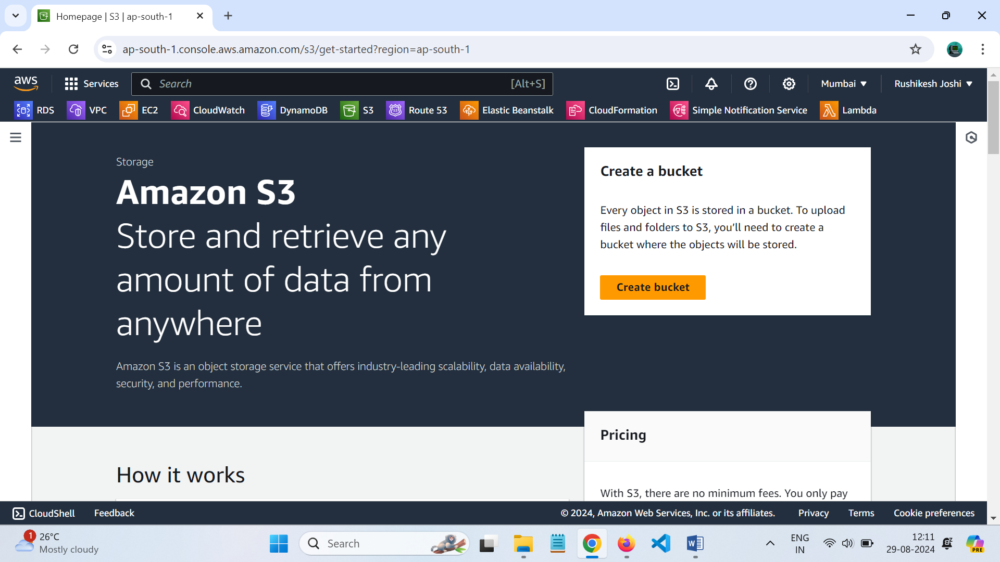 Homepage | S3 | ap-south-1
ap-south-1.console.aws.amazon.com/s3/get-started?region=ap-south-1
aws
Services
Search
[Alt+S]
Mumbai
Rushikesh Joshi
RDS
VPC
EC2
CloudWatch
DynamoDB
S3
53
Route 53
Elastic Beanstalk
CloudFormation
Simple Notification Service
Lambda
Storage
Amazon S3
Store and retrieve any
amount of data from
anywhere
Amazon S3 is an object storage service that offers industry-leading scalability, data availability,
security, and performance.
Create a bucket
Every object in S3 is stored in a bucket. To upload
files and folders to S3, you’ll need to create a
bucket where the objects will be stored.
Create bucket
Pricing
With S3, there are no minimum fees. You only pay
How it works
CloudShell
Feedback
© 2024, Amazon Web Services, Inc. or its affiliates.
Privacy
Terms
Cookie preferences
1
26°C
Mostly cloudy
Search
W
ENG
IN
12:11
29-08-2024
PRE